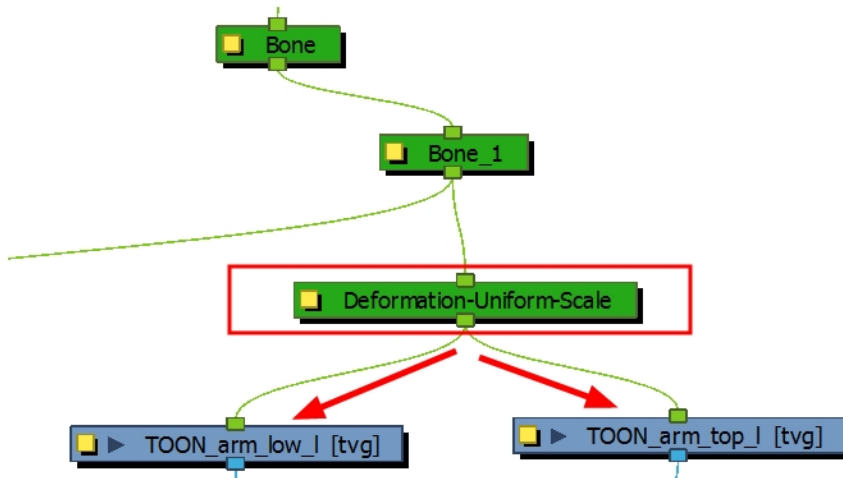 Bone
Bone_1
Deformation-Uniform-Scale
TOON_arm_low_l [tvg]
TOON_arm_top_l [tvg]